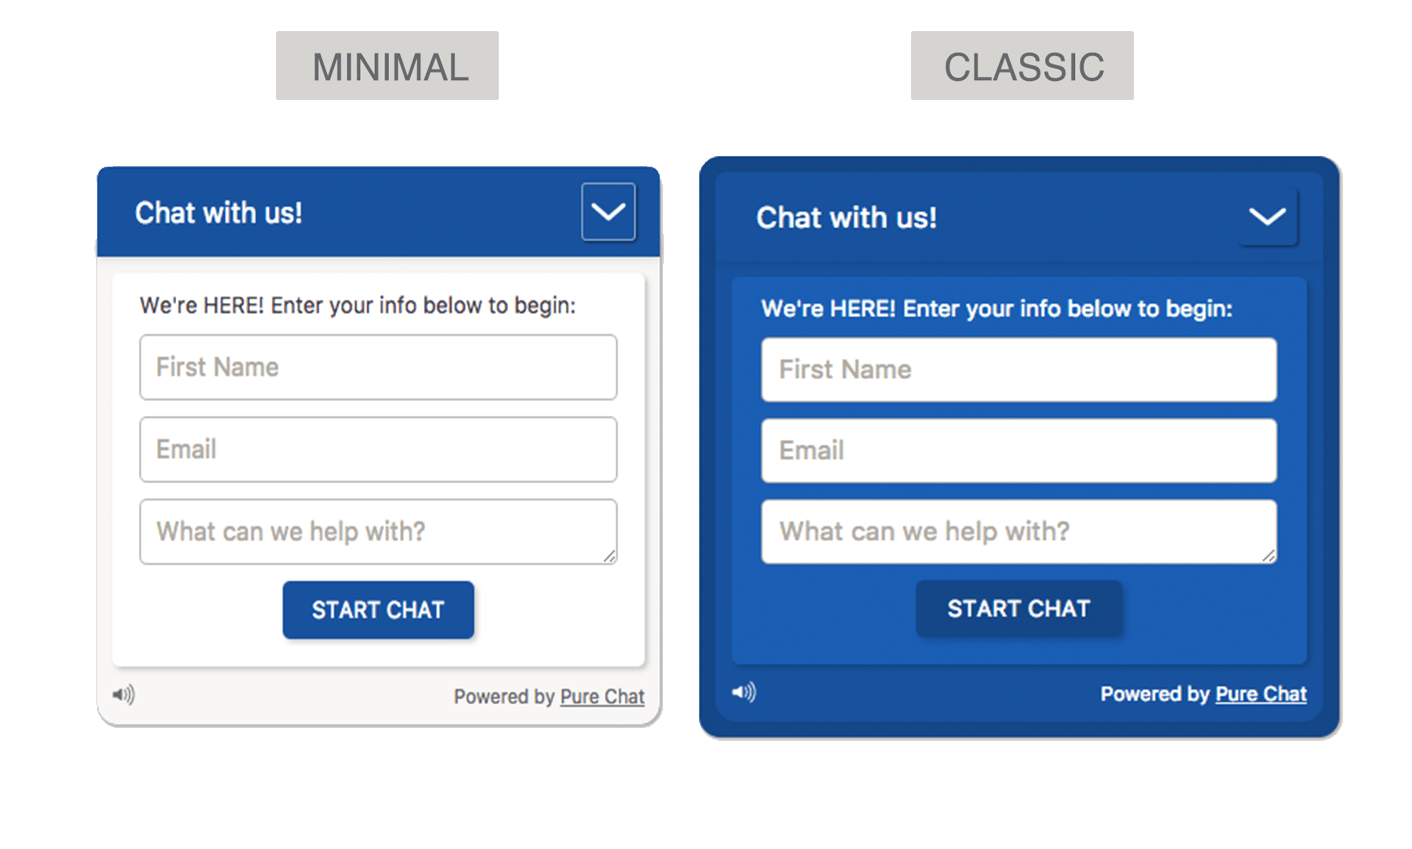 MINIMAL
Chat with us!
We're HERE! Enter your info below to begin:
First Name
Email
What can we help with?
START CHAT
Powered by Pure Chat
CLASSIC
Chat with us!
We're HERE! Enter your info below to begin:
First Name
Email
What can we help with?
START CHAT
Powered by Pure Chat